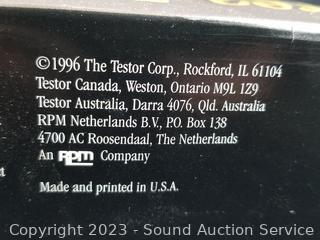 ©1996 The Testor Corp., Rockford, IL 61104
Testor Canada, Weston, Ontario M9L 1Z9
Testor Australia, Darra 4076, Qld. Australia
RPM Netherlands B.V., P.O. Box 138
4700 AC Roosendaal, The Netherlands
An RPM Company
Made and printed in U.S.A.
Copyright 2023 - Sound Auction Service